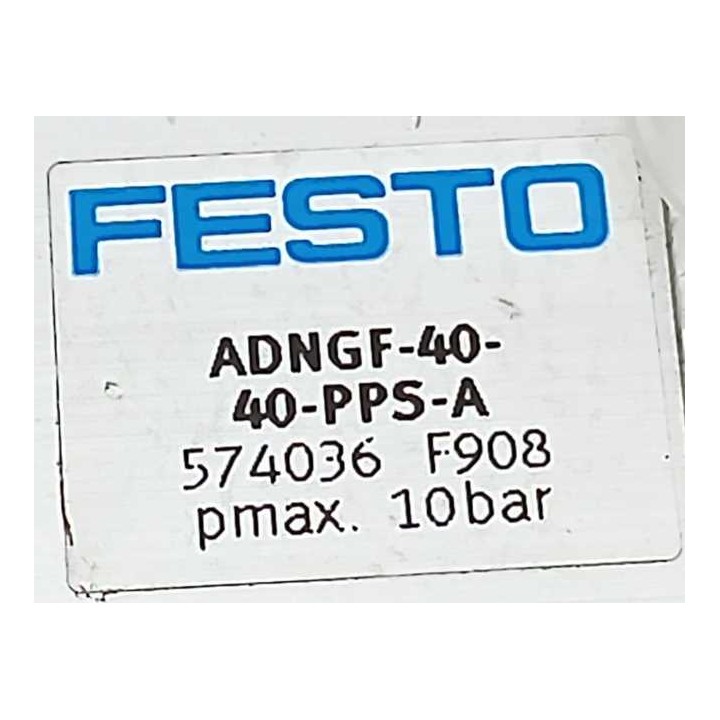 FESTO
ADNGF-40-
40-PPS-A
574036 F908
pmax. 10bar